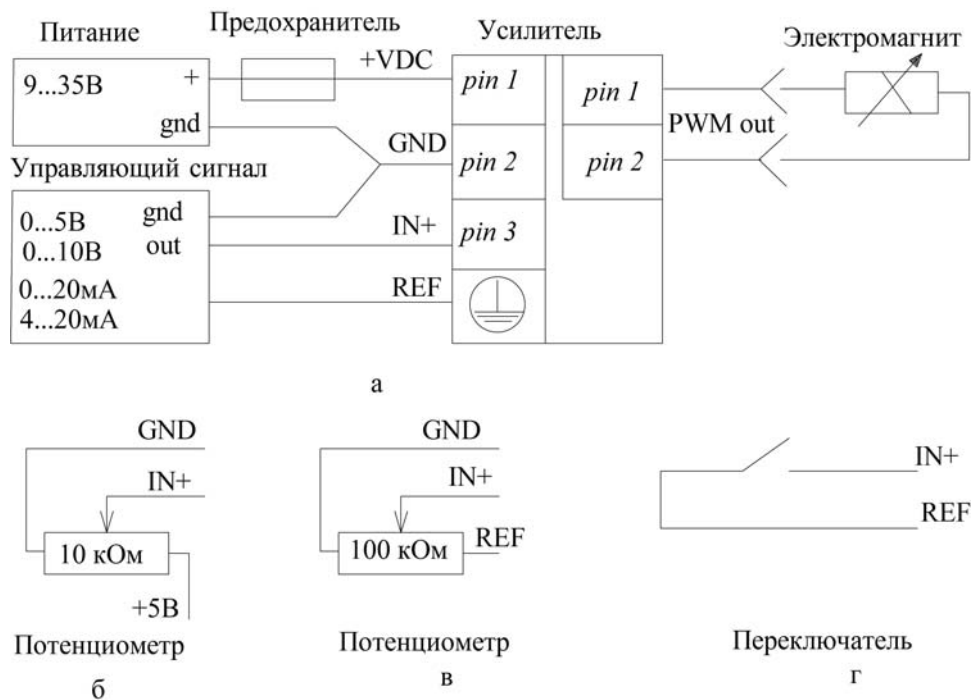 Питание
Предохранитель
Усилитель
Электромагнит
9...35В
+
+VDC
pin 1
pin 1
gnd
GND
PWM out
Управляющий сигнал
pin 2
pin 2
0...5В
gnd
IN+
pin 3
0...10В
out
0...20мА
REF
4...20мА
а
GND
IN+
10 кОм
+5В
Потенциометр
б
GND
IN+
100 кОм
REF
Потенциометр
в
IN+
REF
Переключатель
г